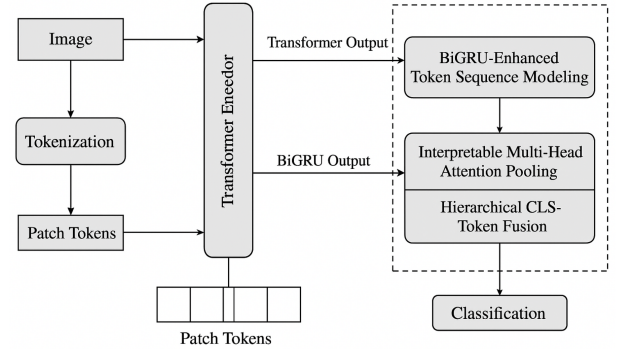 Image
Tokenization
Patch Tokens
Transformer Eneedor
Transformer Output
BiGRU Output
BiGRU-Enhanced
Token Sequence Modeling
Interpretable Multi-Head
Attention Pooling
Hierarchical CLS-
Token Fusion
Classification
Patch Tokens